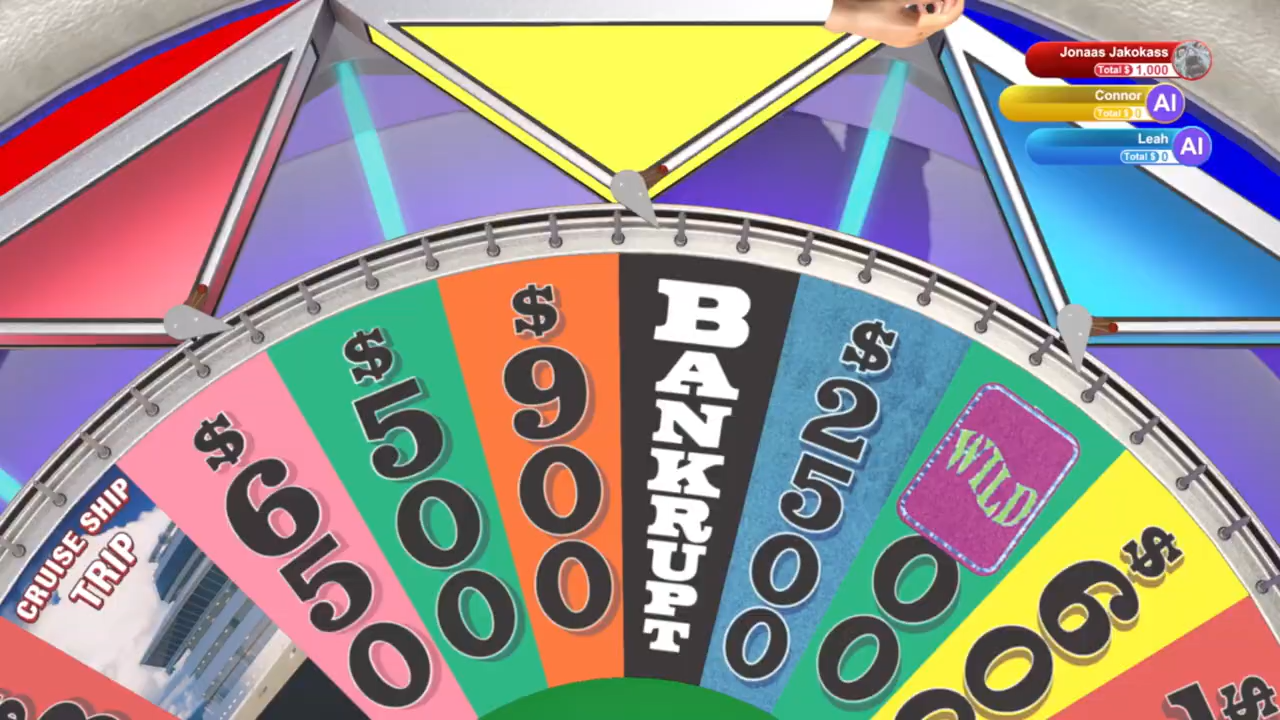 Jonaas Jakokass
Total $ 1,000
Connor
AI
Total $ 0
Leah
AI
Total $ 0
CRUISE SHIP
TRIP
$650
$500
$900
BANKRUPT
$2500
WILD
00
$